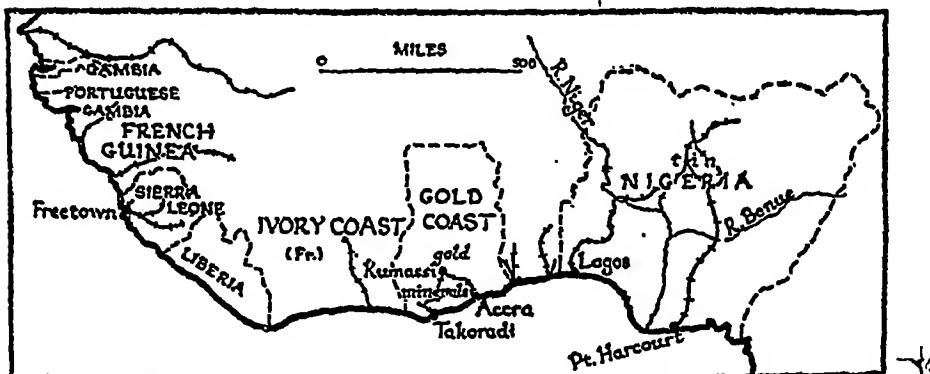 MILES
0 500
R. Niger
GAMBIA
PORTUGUESE
GAMBIA
FRENCH
GUINEA
SIERRA
LEONE
Freetown
LIBERIA
IVORY COAST
(Fr.)
GOLD
COAST
gold
Kumassi
minerals
Accra
Takoradi
tin
NIGERIA
R. Benue
Lagos
Pt. Harcourt